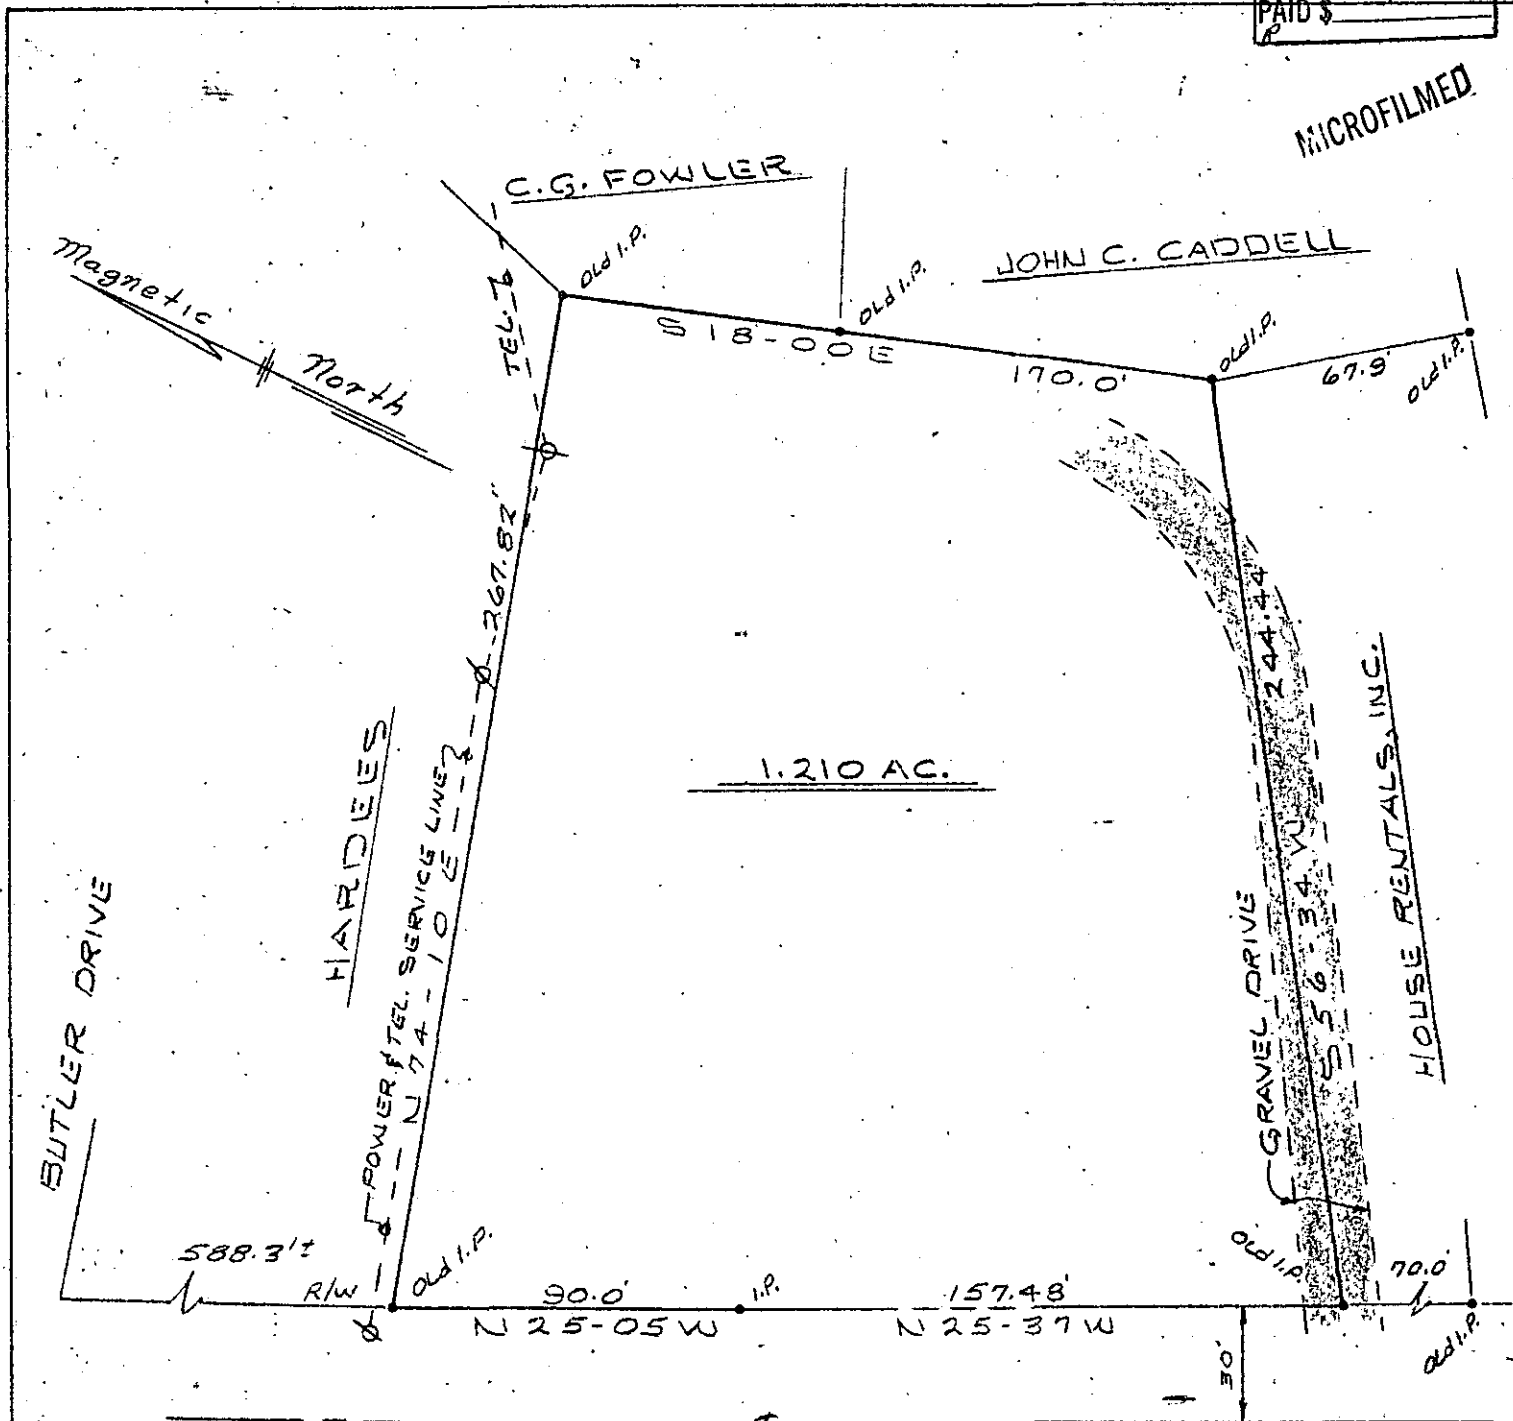 PAID $
MICROFILMED
C.G. FOWLER
Magnetic
North
JOHN C. CADDELL
Old I.P.
Old I.P.
Old I.P.
Old I.P.
TEL.
S 18-00 E
170.0'
67.9'
267.82'
244.44
HARDEES
POWER & TEL. SERVICE LINE
N 74-10 E
1.210 AC.
S 56-34 W
GRAVEL DRIVE
HOUSE RENTALS, INC.
BUTLER DRIVE
588.3'±
R/W
Old I.P.
90.0'
I.P.
157.48'
Old I.P.
70.0'
N 25-05 W
N 25-37 W
Old I.P.
30'